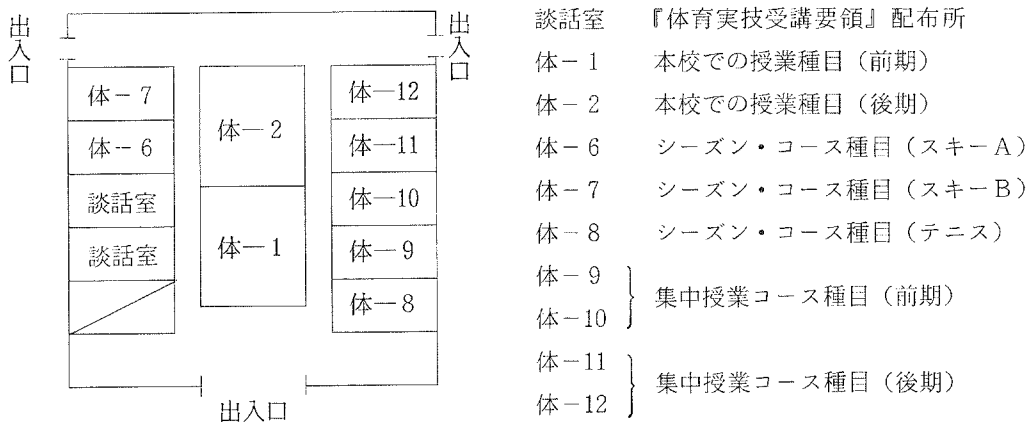 出入口
出入口
体－7
体－6
談話室
談話室
体－2
体－1
体－12
体－11
体－10
体－9
体－8
出入口
談話室 『体育実技受講要領』配布所
体－1 本校での授業種目（前期）
体－2 本校での授業種目（後期）
体－6 シーズン・コース種目（スキーA）
体－7 シーズン・コース種目（スキーB）
体－8 シーズン・コース種目（テニス）
体－9
体－10
集中授業コース種目（前期）
体－11
体－12
集中授業コース種目（後期）